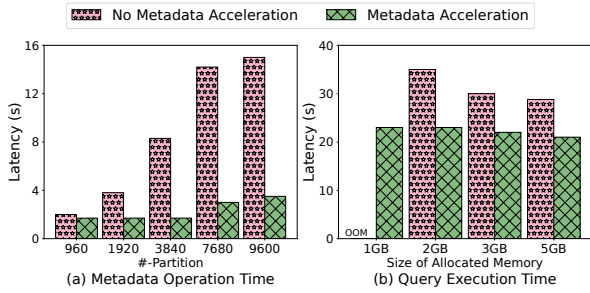 No Metadata Acceleration Metadata Acceleration
16
12
8
4
0
Latency (s)
960 1920 3840 7680 9600
#-Partition
(a) Metadata Operation Time
40
30
20
10
0
Latency (s)
OOM
1GB 2GB 3GB 5GB
Size of Allocated Memory
(b) Query Execution Time